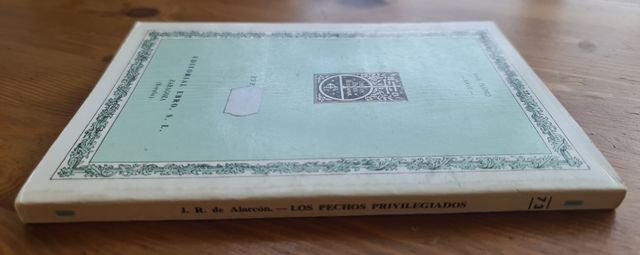 EDITORIAL EBRO, S. L.
ZARAGOZA
(España)
J. R. de Alarcón. — LOS PECHOS PRIVILEGIADOS
73